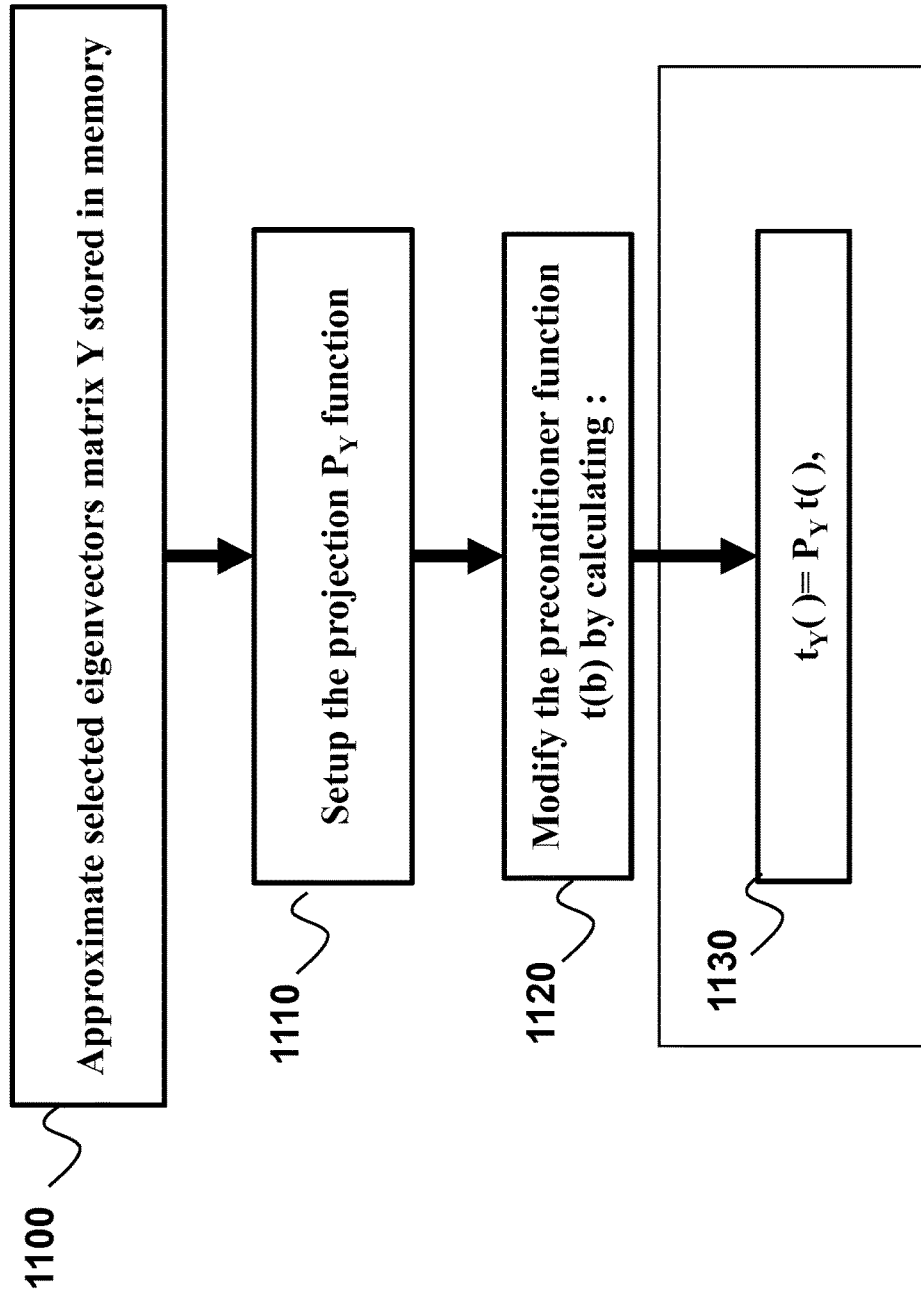 1100
Approximate selected eigenvectors matrix Y stored in memory
1110
Setup the projection P_Y function
1120
Modify the preconditioner function
t(b) by calculating :
1130
t_Y( )= P_Y t( ),